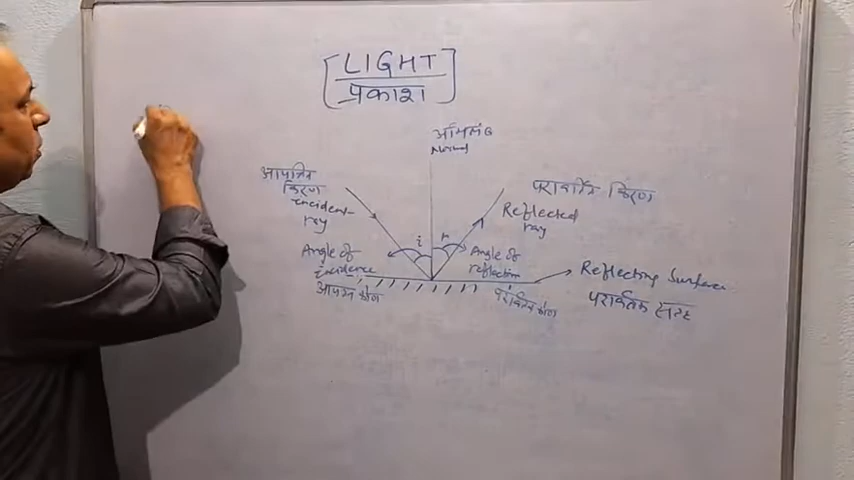 LIGHT
प्रकाश
अभिलंब
Normal
आपतित
किरण
incident
ray
परावर्तित किरण
Reflected
ray
i
r
Angle of
incidence
आपतन कोण
Angle of
reflection
परावर्तन कोण
Reflecting Surface
परावर्तक सतह